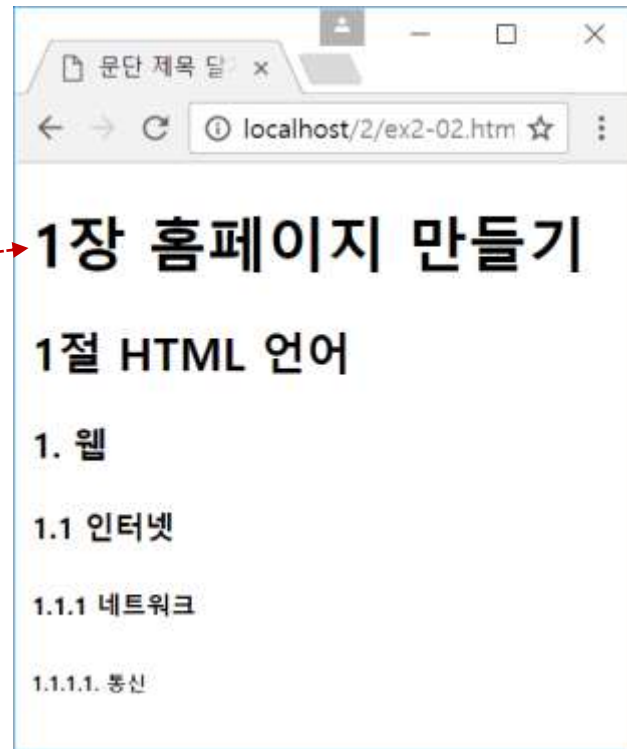 문단 제목 달
localhost/2/ex2-02.htm
1장 홈페이지 만들기
1절 HTML 언어
1. 웹
1.1 인터넷
1.1.1 네트워크
1.1.1.1. 통신